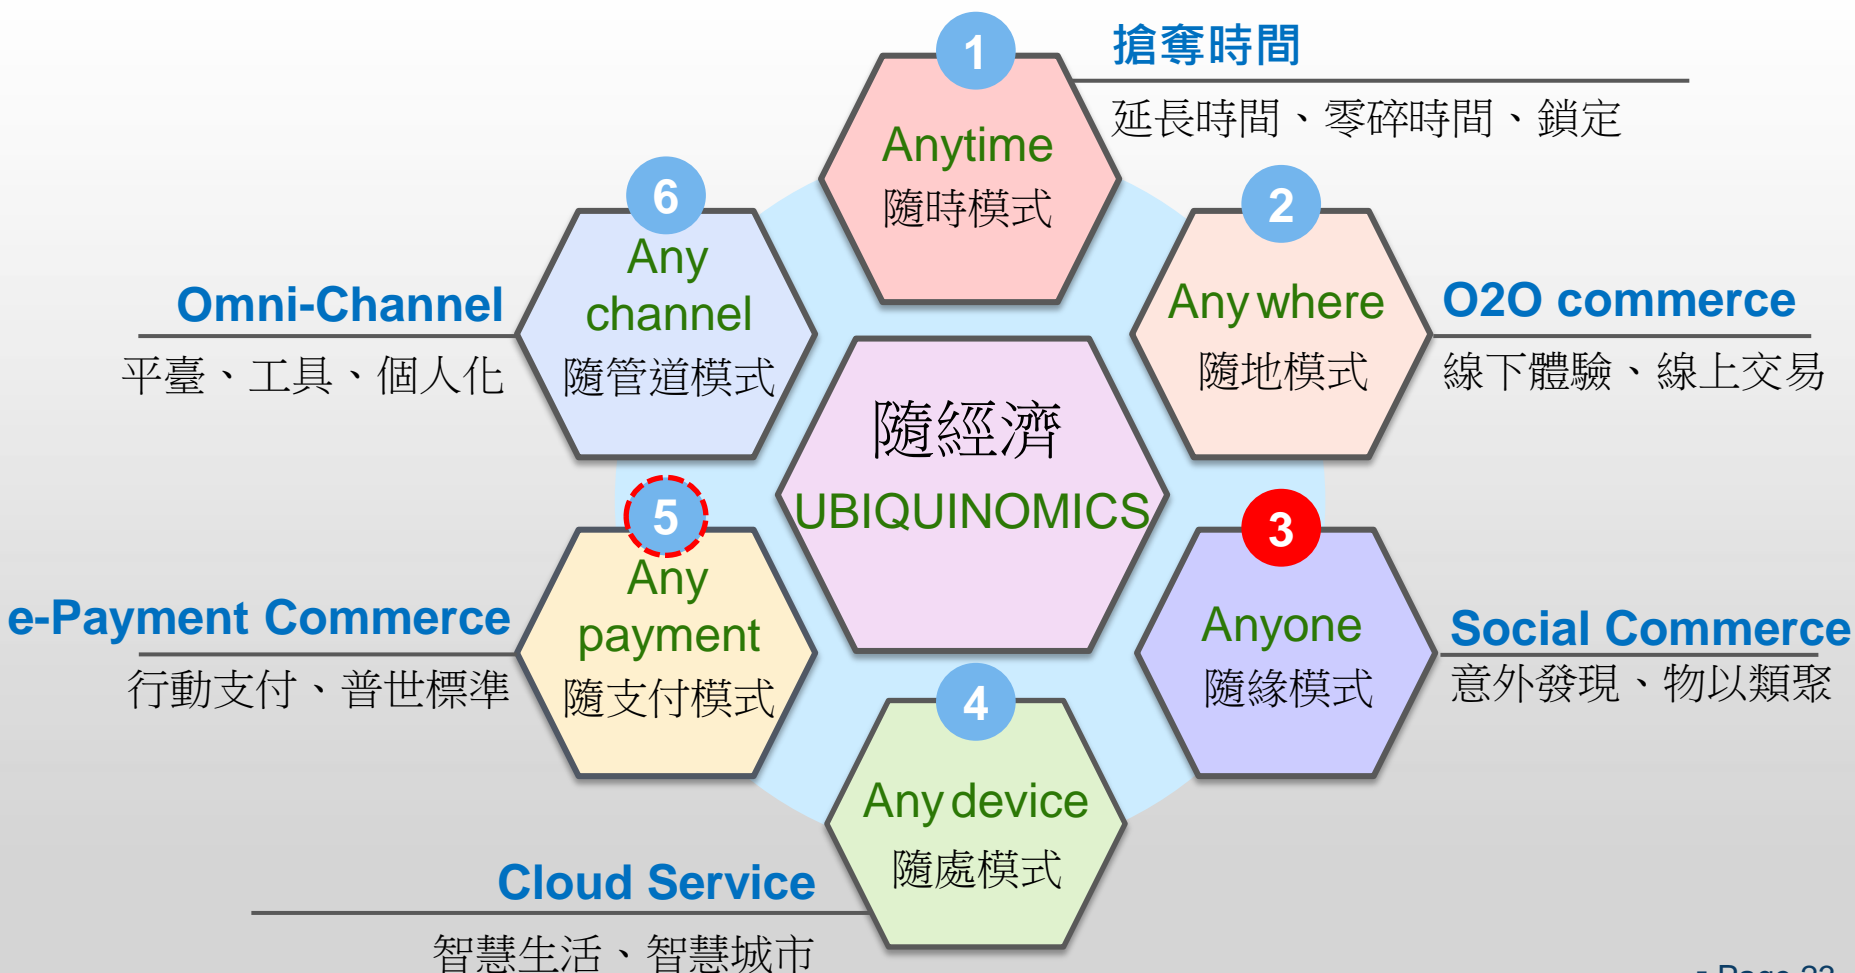 1
搶奪時間
延長時間、零碎時間、鎖定
Anytime
隨時模式
2
Any where
隨地模式
O2O commerce
線下體驗、線上交易
3
Anyone
隨緣模式
Social Commerce
意外發現、物以類聚
4
Any device
隨處模式
Cloud Service
智慧生活、智慧城市
5
Any
payment
隨支付模式
e-Payment Commerce
行動支付、普世標準
6
Any
channel
隨管道模式
Omni-Channel
平臺、工具、個人化
隨經濟
UBIQUINOMICS